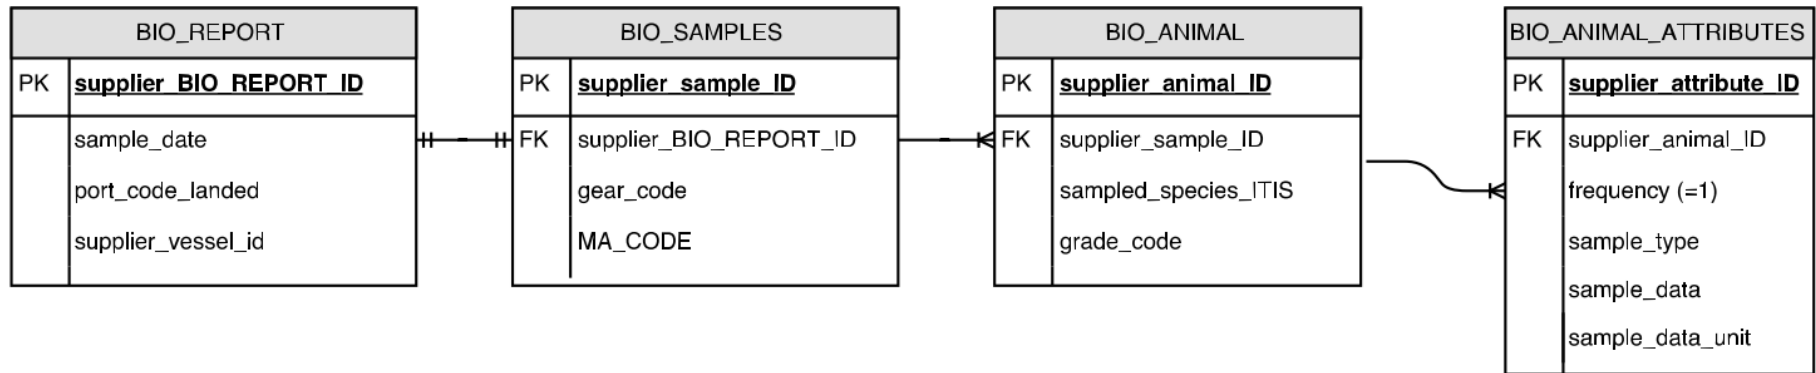 BIO_REPORT
PK supplier_BIO_REPORT_ID
sample_date
port_code_landed
supplier_vessel_id
BIO_SAMPLES
PK supplier_sample_ID
FK supplier_BIO_REPORT_ID
gear_code
MA_CODE
BIO_ANIMAL
PK supplier_animal_ID
FK supplier_sample_ID
sampled_species_ITIS
grade_code
BIO_ANIMAL_ATTRIBUTES
PK supplier_attribute_ID
FK supplier_animal_ID
frequency (=1)
sample_type
sample_data
sample_data_unit